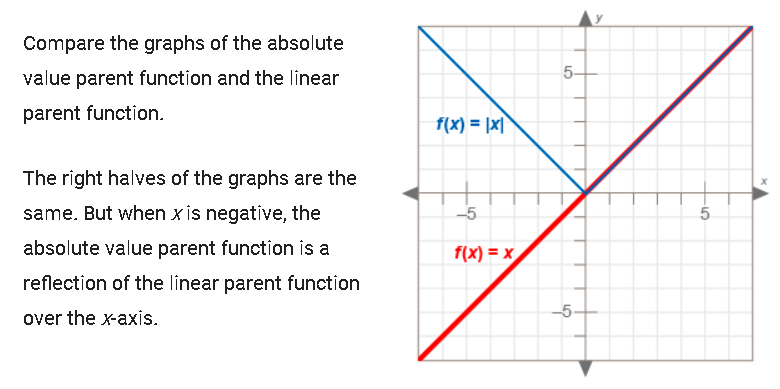 Compare the graphs of the absolute
value parent function and the linear
parent function.
The right halves of the graphs are the
same. But when x is negative, the
absolute value parent function is a
reflection of the linear parent function
over the x-axis.
y
5
f(x) = |x|
x
-5
5
f(x) = x
-5